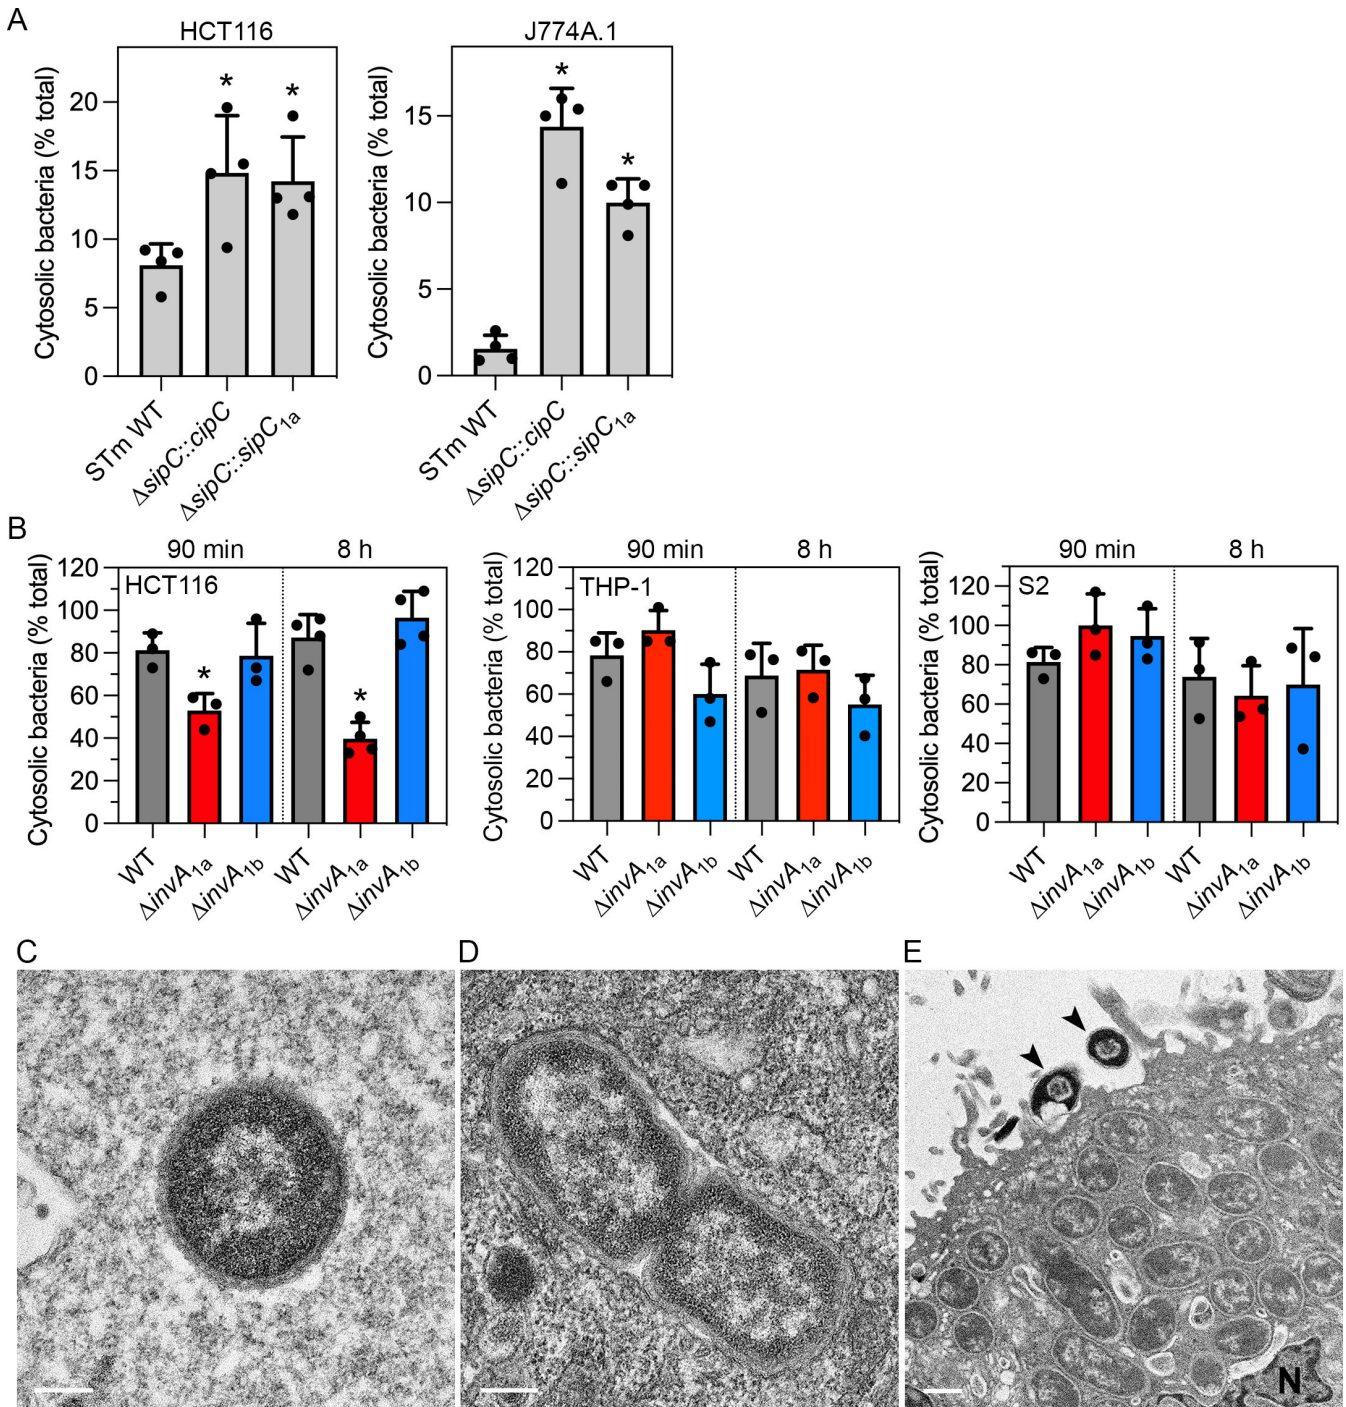 A
HCT116
J774A.1
Cytosolic bacteria (% total)
20
15
10
5
0
* *
STm WT
ΔsipC::cipC
ΔsipC::sipC1a
Cytosolic bacteria (% total)
15
10
5
0
* *
STm WT
ΔsipC::cipC
ΔsipC::sipC1a
B
90 min 8 h
HCT116
Cytosolic bacteria (% total)
120
100
80
60
40
20
0
* *
WT
ΔinvA1a
ΔinvA1b
WT
ΔinvA1a
ΔinvA1b
90 min 8 h
THP-1
Cytosolic bacteria (% total)
120
100
80
60
40
20
0
WT
ΔinvA1a
ΔinvA1b
WT
ΔinvA1a
ΔinvA1b
90 min 8 h
S2
Cytosolic bacteria (% total)
120
100
80
60
40
20
0
WT
ΔinvA1a
ΔinvA1b
WT
ΔinvA1a
ΔinvA1b
C
D
E
N